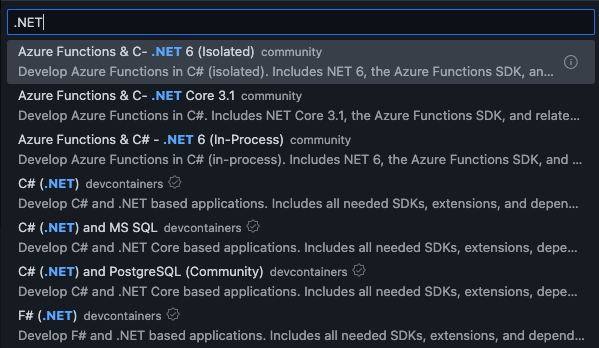 .NET
Azure Functions & C- .NET 6 (Isolated) community
Develop Azure Functions in C# (isolated). Includes NET 6, the Azure Functions SDK, an...
Azure Functions & C- .NET Core 3.1 community
Develop Azure Functions in C#. Includes NET Core 3.1, the Azure Functions SDK, and relate...
Azure Functions & C# - .NET 6 (In-Process) community
Develop Azure Functions in C# (in-process). Includes NET 6, the Azure Functions SDK, and ...
C# (.NET) devcontainers
Develop C# and .NET based applications. Includes all needed SDKs, extensions, and depen...
C# (.NET) and MS SQL devcontainers
Develop C# and .NET Core based applications. Includes all needed SDKs, extensions, depe...
C# (.NET) and PostgreSQL (Community) devcontainers
Develop C# and .NET Core based applications. Includes all needed SDKs, extensions, depe...
F# (.NET) devcontainers
Develop F# and .NET based applications. Includes all needed SDKs, extensions, and depend...